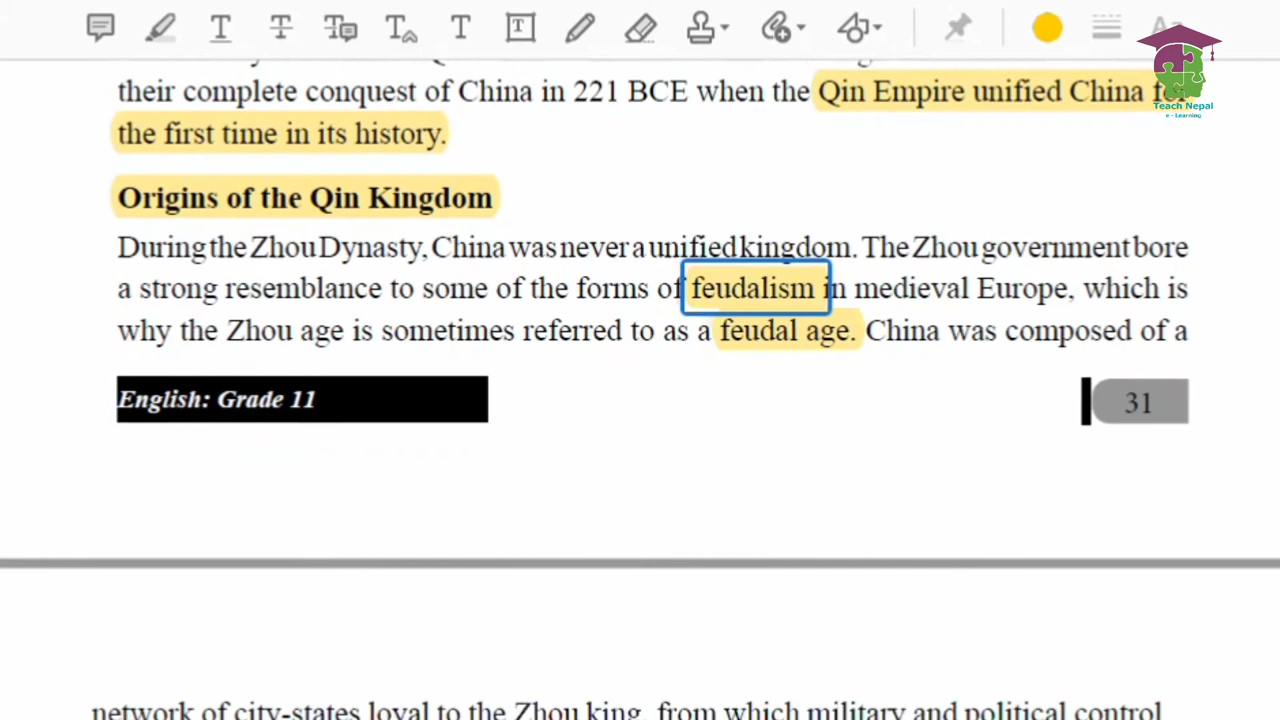 Teach Nepal
e - Learning
their complete conquest of China in 221 BCE when the Qin Empire unified China for
the first time in its history.
Origins of the Qin Kingdom
During the Zhou Dynasty, China was never a unified kingdom. The Zhou government bore
a strong resemblance to some of the forms of feudalism in medieval Europe, which is
why the Zhou age is sometimes referred to as a feudal age. China was composed of a
English: Grade 11
31
network of city-states loyal to the Zhou king, from which military and political control